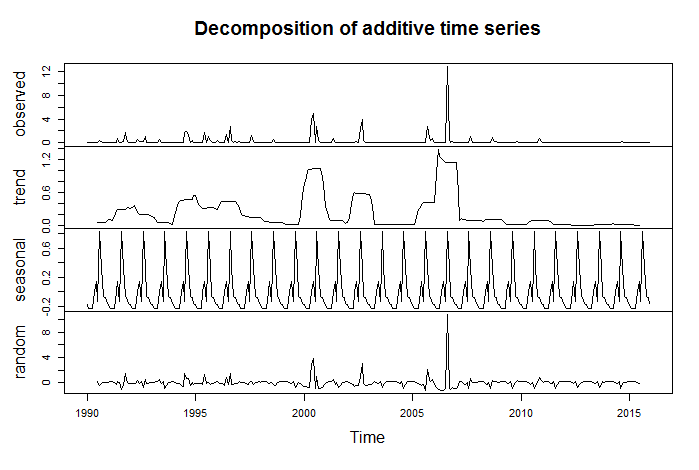 Decomposition of additive time series
observed
0 4 8 12
trend
0.0 0.6 1.2
seasonal
-0.2 0.2 0.6
random
0 4 8
1990 1995 2000 2005 2010 2015
Time